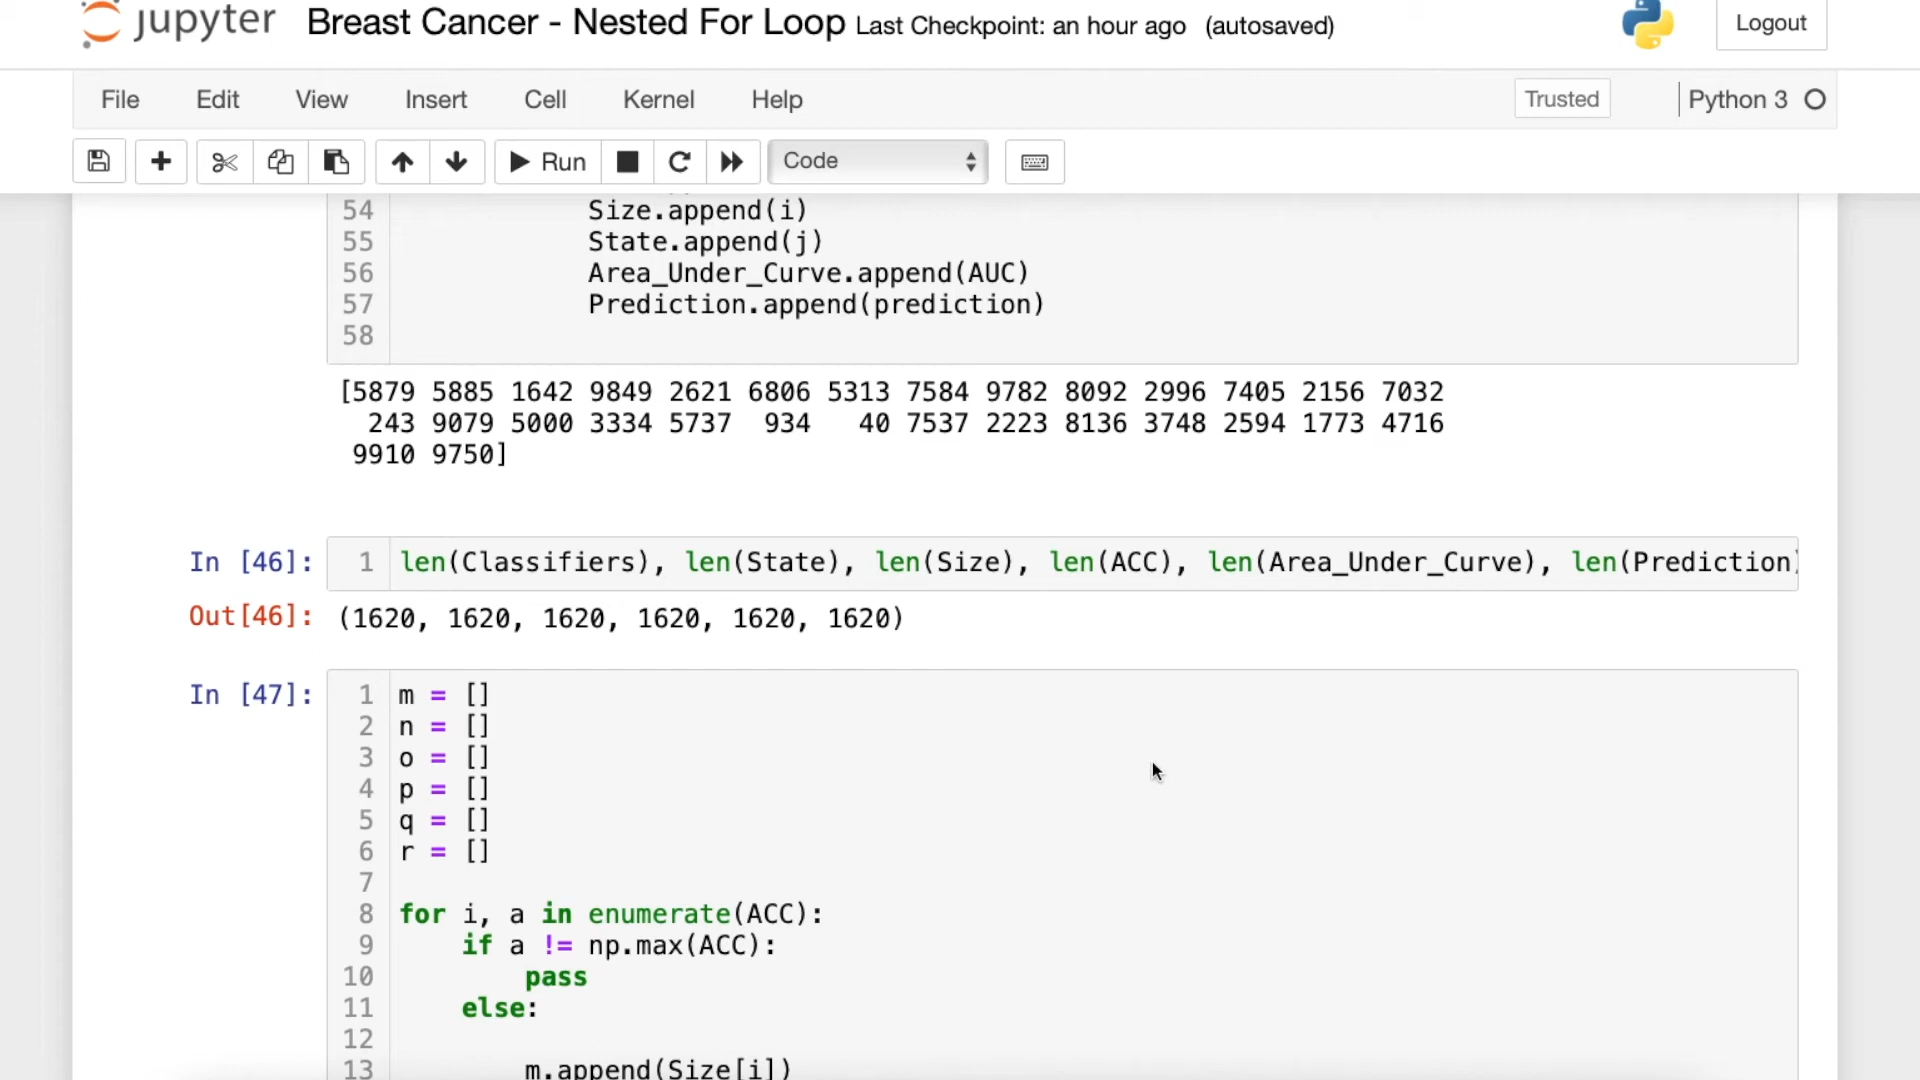 jupyter Breast Cancer - Nested For Loop Last Checkpoint: an hour ago (autosaved) Logout
File Edit View Insert Cell Kernel Help Trusted Python 3
Run Code
54 Size.append(i)
55 State.append(j)
56 Area_Under_Curve.append(AUC)
57 Prediction.append(prediction)
58
[5879 5885 1642 9849 2621 6806 5313 7584 9782 8092 2996 7405 2156 7032
243 9079 5000 3334 5737 934 40 7537 2223 8136 3748 2594 1773 4716
9910 9750]
In [46]: 1 len(Classifiers), len(State), len(Size), len(ACC), len(Area_Under_Curve), len(Prediction)
Out[46]: (1620, 1620, 1620, 1620, 1620, 1620)
In [47]: 1 m = []
2 n = []
3 o = []
4 p = []
5 q = []
6 r = []
7
8 for i, a in enumerate(ACC):
9 if a != np.max(ACC):
10 pass
11 else:
12
13 m.append(Size[i])